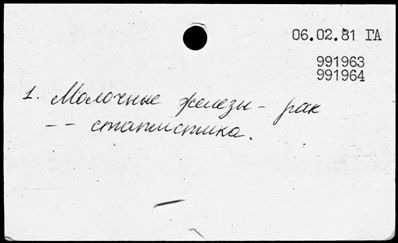 06.02.81 ГА
991963
991964
1. Молочные железы - рак
-- статистика.